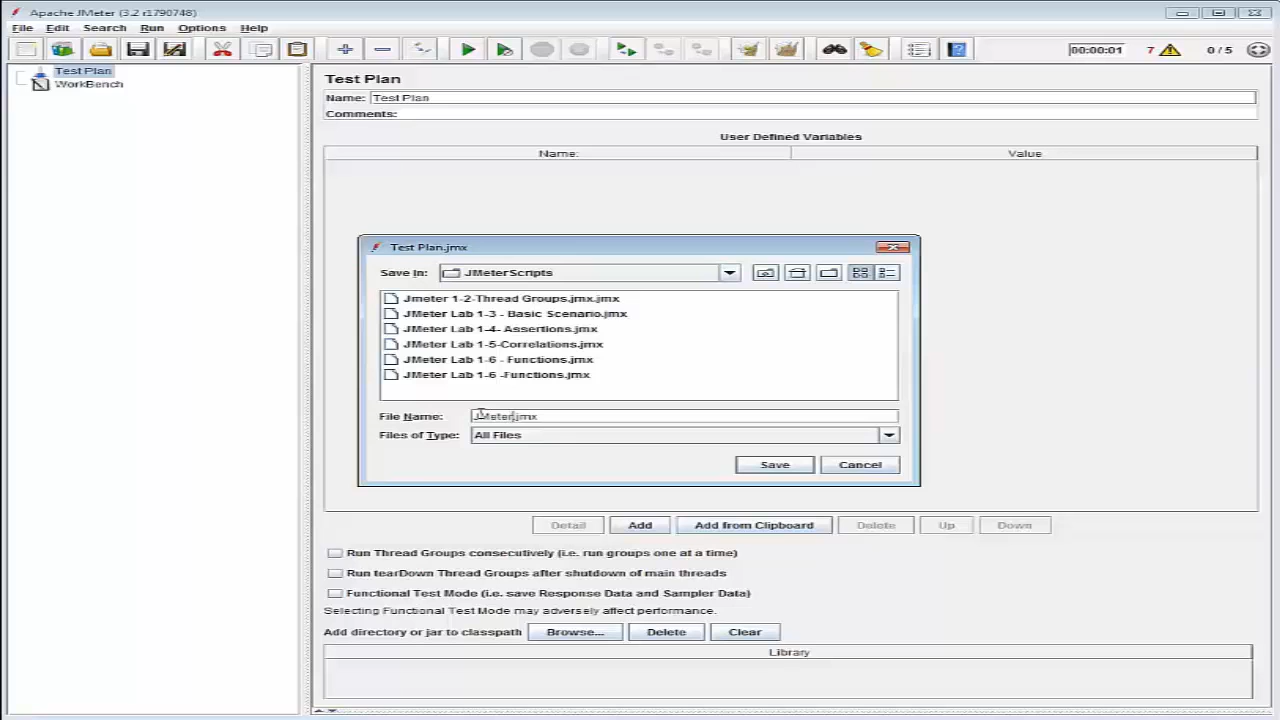 Apache JMeter (3.2 r1790748)
File Edit Search Run Options Help
00:00:01 7 0 / 5
Test Plan
WorkBench
Test Plan
Name: Test Plan
Comments:
User Defined Variables
Name: Value
Test Plan.jmx
Save In: JMeterScripts
Jmeter 1-2-Thread Groups.jmx.jmx
JMeter Lab 1-3 - Basic Scenario.jmx
JMeter Lab 1-4- Assertions.jmx
JMeter Lab 1-5-Correlations.jmx
JMeter Lab 1-6 - Functions.jmx
JMeter Lab 1-6 -Functions.jmx
File Name: JMeter.jmx
Files of Type: All Files
Save Cancel
Detail Add Add from Clipboard Delete Up Down
Run Thread Groups consecutively (i.e. run groups one at a time)
Run tearDown Thread Groups after shutdown of main threads
Functional Test Mode (i.e. save Response Data and Sampler Data)
Selecting Functional Test Mode may adversely affect performance.
Add directory or jar to classpath Browse... Delete Clear
Library